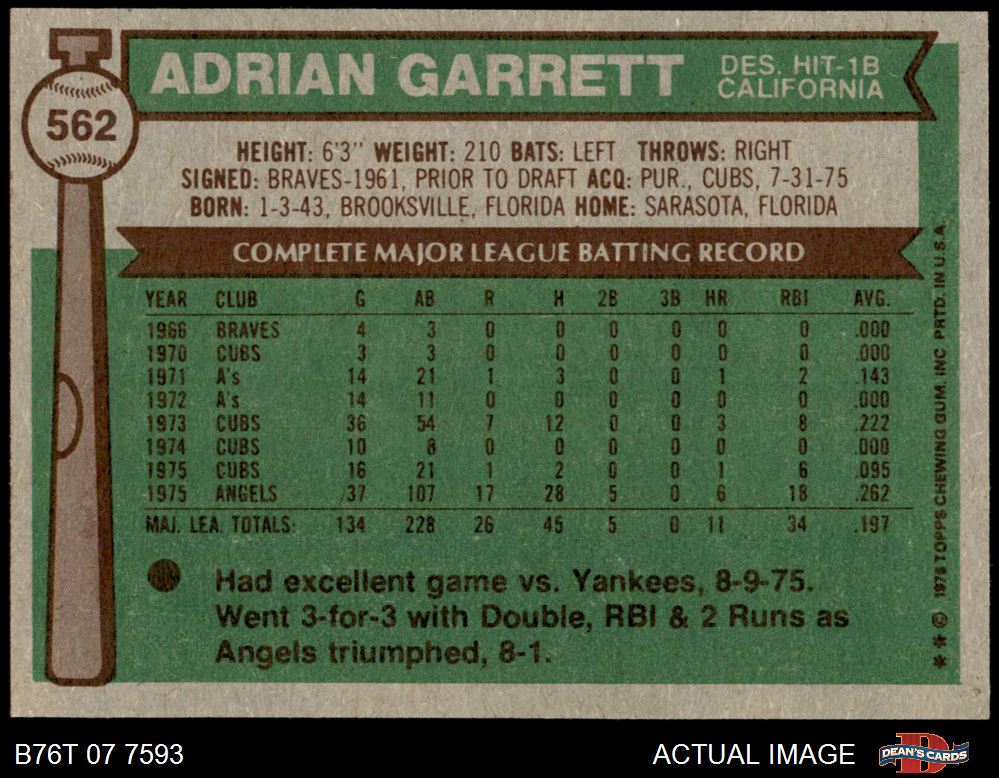 562
ADRIAN GARRETT
DES. HIT-1B
CALIFORNIA
HEIGHT: 6'3" WEIGHT: 210 BATS: LEFT THROWS: RIGHT
SIGNED: BRAVES-1961, PRIOR TO DRAFT ACQ: PUR., CUBS, 7-31-75
BORN: 1-3-43, BROOKSVILLE, FLORIDA HOME: SARASOTA, FLORIDA
COMPLETE MAJOR LEAGUE BATTING RECORD
YEAR CLUB G AB R H 2B 3B HR RBI AVG.
1966 BRAVES 4 3 0 0 0 0 0 0 .000
1970 CUBS 3 3 0 0 0 0 0 0 .000
1971 A's 14 21 1 3 0 0 1 2 .143
1972 A's 14 11 0 0 0 0 0 0 .000
1973 CUBS 36 54 7 12 0 0 3 8 .222
1974 CUBS 10 8 0 0 0 0 0 0 .000
1975 CUBS 16 21 1 2 0 0 1 6 .095
1975 ANGELS 37 107 17 28 5 0 6 18 .262
MAJ. LEA. TOTALS: 134 228 26 45 5 0 11 34 .197
Had excellent game vs. Yankees, 8-9-75.
Went 3-for-3 with Double, RBI & 2 Runs as
Angels triumphed, 8-1.
* * © 1976 TOPPS CHEWING GUM, INC PRTD. IN U.S.A.
B76T 07 7593
ACTUAL IMAGE
D
DEAN'S CARDS